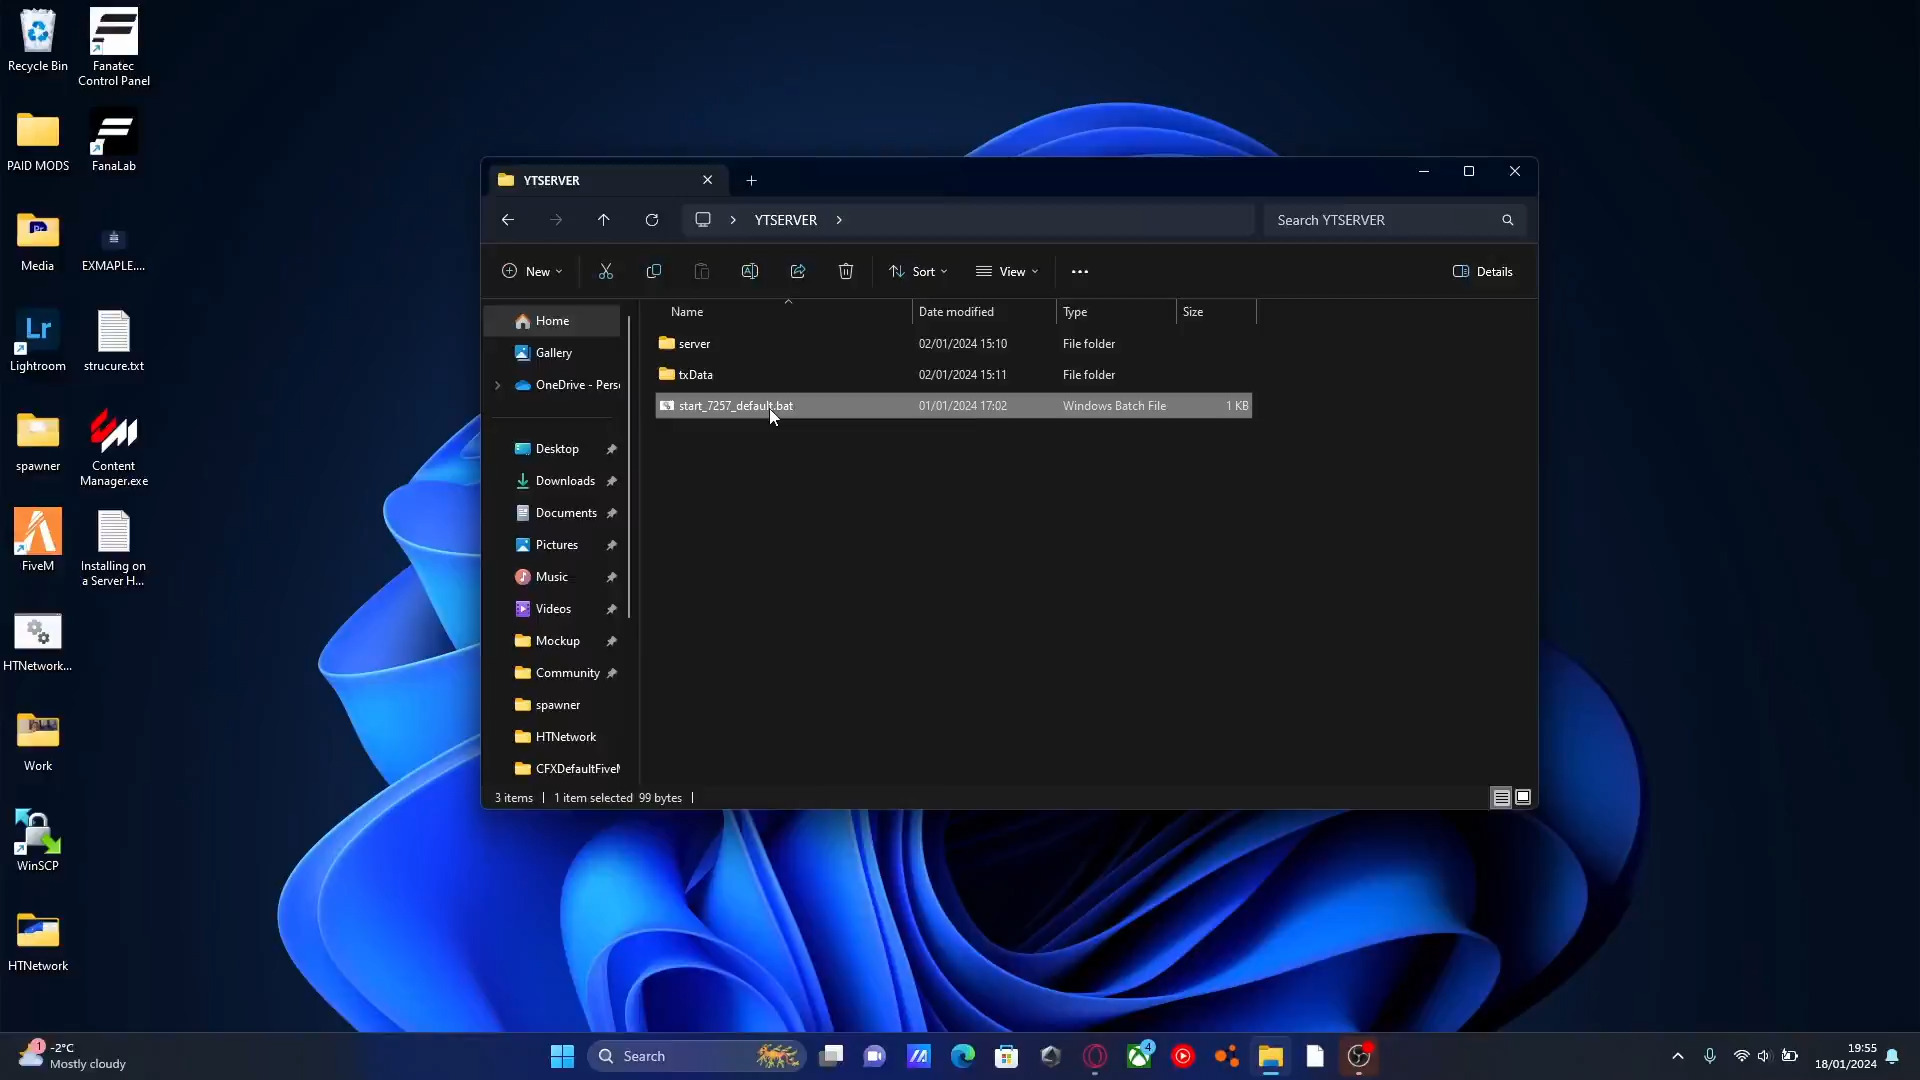 Recycle Bin
Fanatec
Control Panel
PAID MODS
FanaLab
Pr
Media
EXMAPLE....
Lr
Lightroom
strucure.txt
spawner
Content
Manager.exe
FiveM
Installing on
a Server H...
HTNetwork...
Work
WinSCP
HTNetwork
YTSERVER
YTSERVER
Search YTSERVER
New
Sort
View
Details
Name
Date modified
Type
Size
server
02/01/2024 15:10
File folder
txData
02/01/2024 15:11
File folder
start_7257_default.bat
01/01/2024 17:02
Windows Batch File
1 KB
Home
Gallery
OneDrive - Pers
Desktop
Downloads
Documents
Pictures
Music
Videos
Mockup
Community
spawner
HTNetwork
CFXDefaultFive
3 items
1 item selected 99 bytes
1
-2°C
Mostly cloudy
Search
4
19:55
18/01/2024